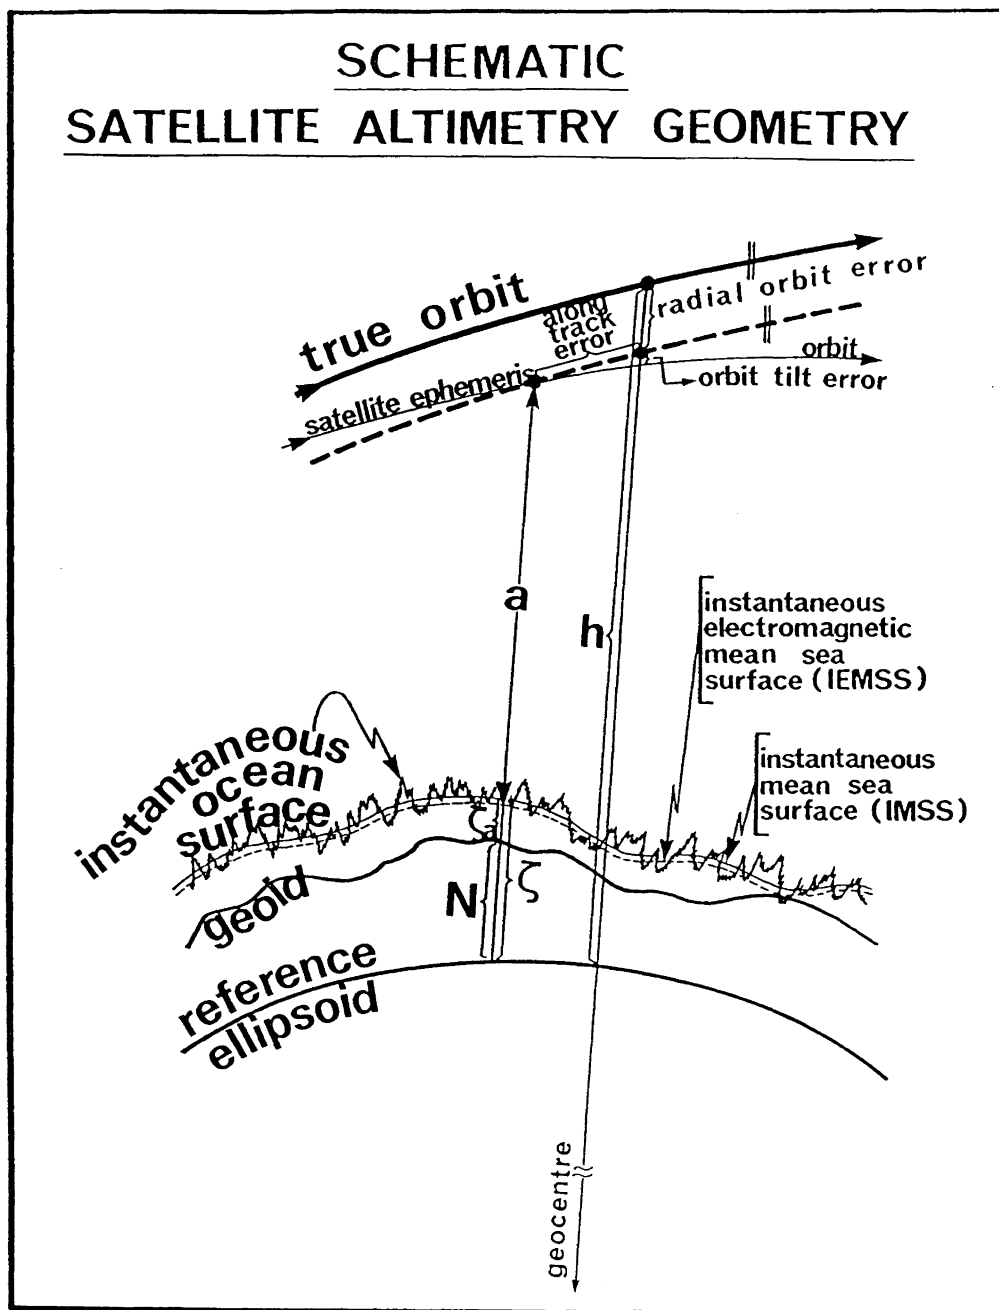 SCHEMATIC
SATELLITE ALTIMETRY GEOMETRY
true orbit
along
track
error
radial orbit error
satellite ephemeris
orbit
orbit tilt error
a
h
instantaneous
electromagnetic
mean sea
surface (IEMSS)
instantaneous
ocean
surface
instantaneous
mean sea
surface (IMSS)
ζa
geoid
N
ζ
reference
ellipsoid
geocentre